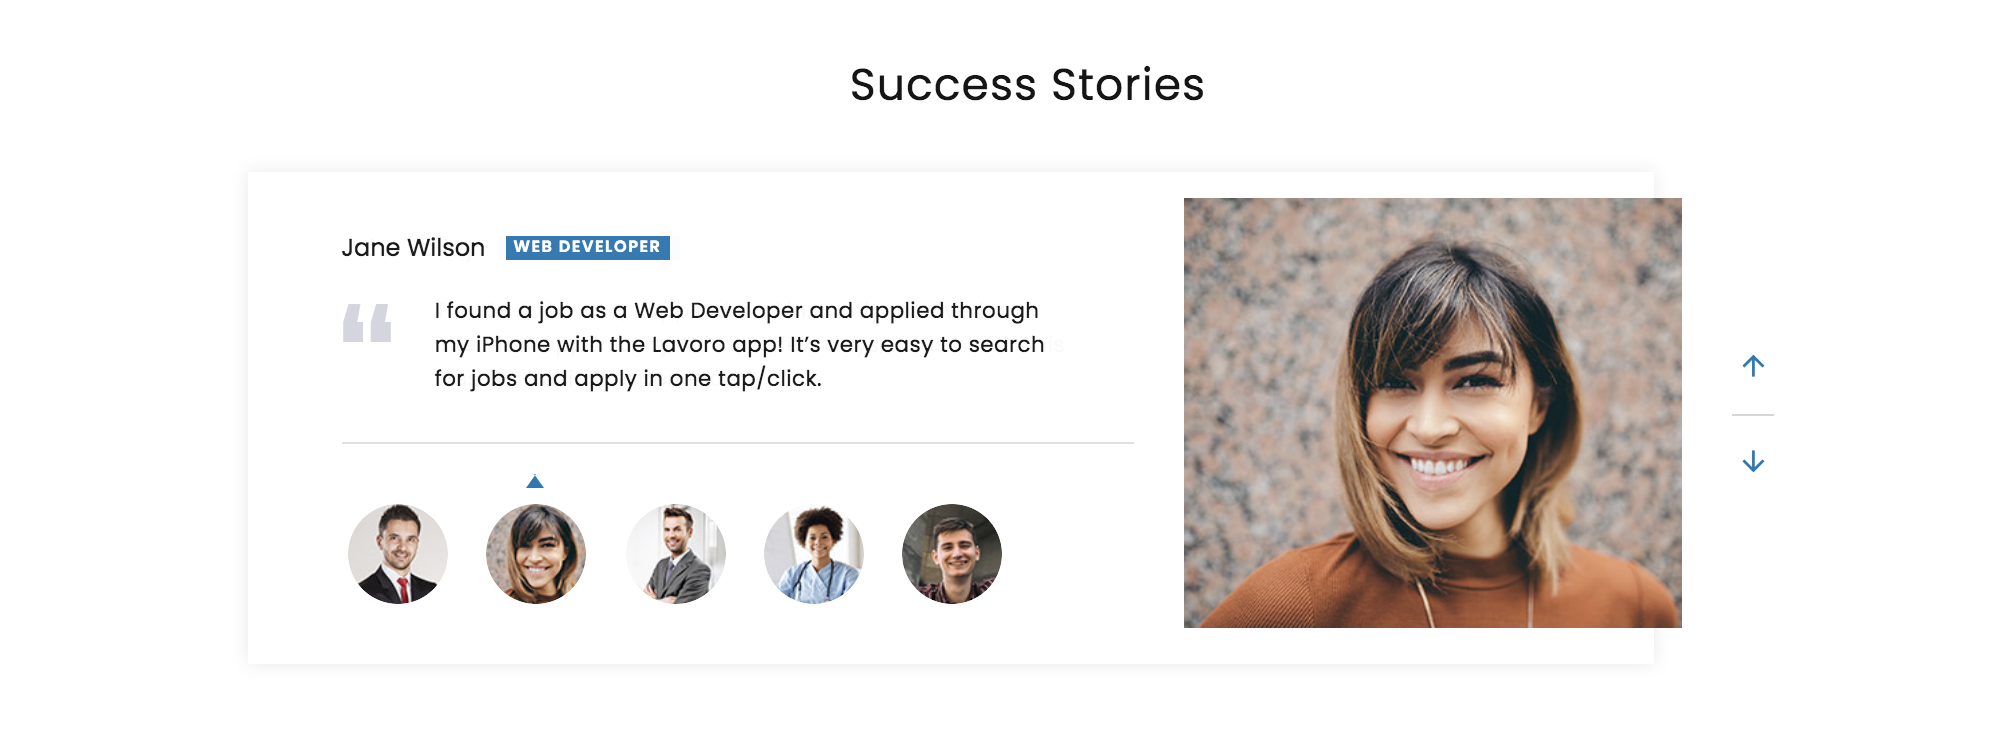 Success Stories
Jane Wilson WEB DEVELOPER
“
I found a job as a Web Developer and applied through
my iPhone with the Lavoro app! It’s very easy to search
for jobs and apply in one tap/click.